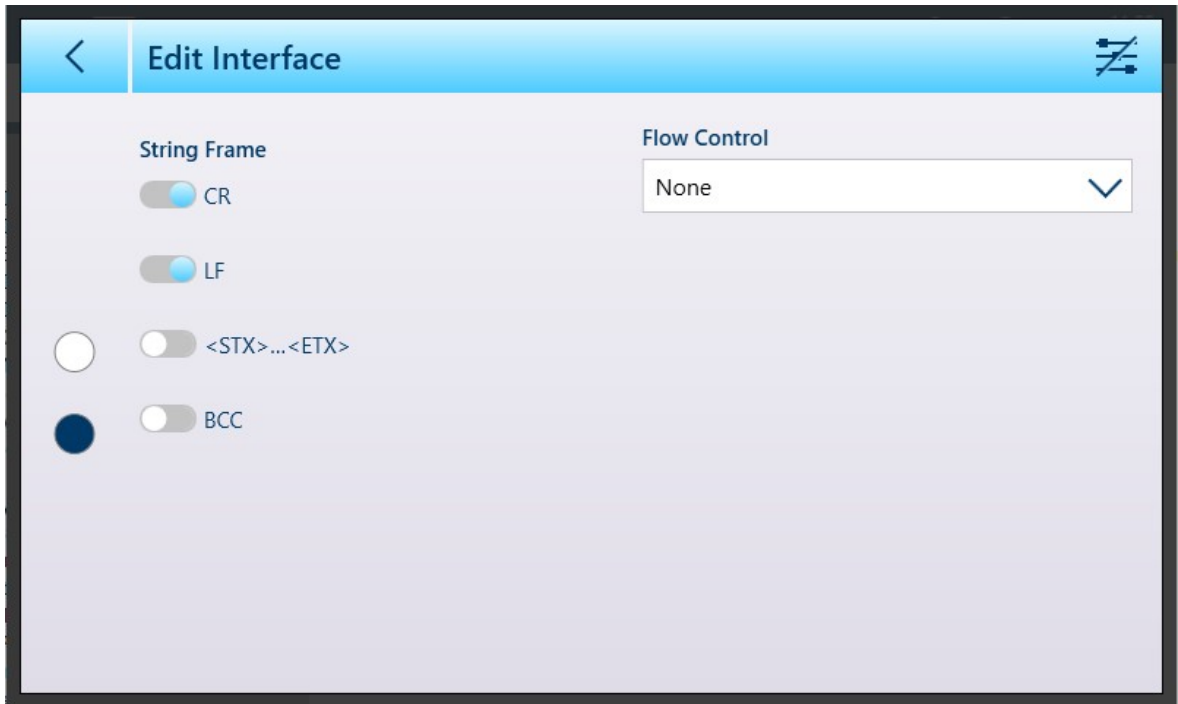 Edit Interface
String Frame
CR
LF
<STX>...<ETX>
BCC
Flow Control
None